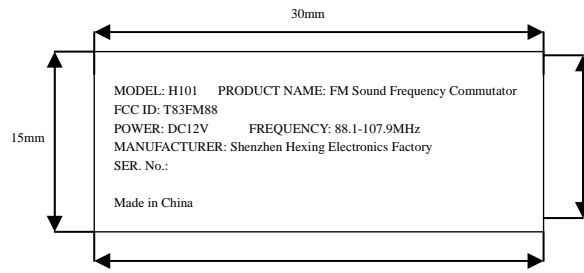 30mm
MODEL: H101 PRODUCT NAME: FM Sound Frequency Commutator
FCC ID: T83FM88
POWER: DC12V FREQUENCY: 88.1-107.9MHz
15mm
MANUFACTURER: Shenzhen Hexing Electronics Factory
SER. No.:
Made in China